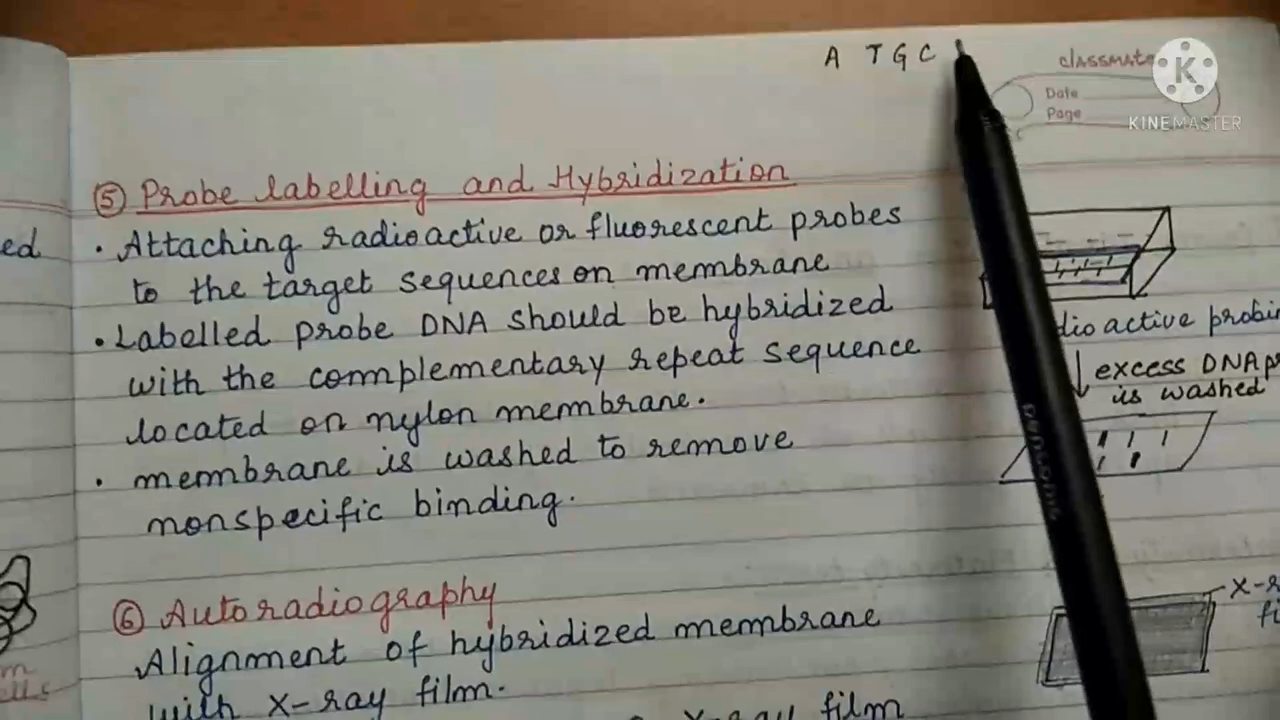 A T G C
classmate
Date
Page
KINEMASTER
⑤ Probe labelling and Hybridization
• Attaching radioactive or fluorescent probes
to the target sequences on membrane
• Labelled probe DNA should be hybridized
with the complementary repeat sequence
located on nylon membrane.
• membrane is washed to remove
nonspecific binding.
⑥ Autoradiography
Alignment of hybridized membrane
with X-ray film.
ed
excess DNA
is washed
X-ray film